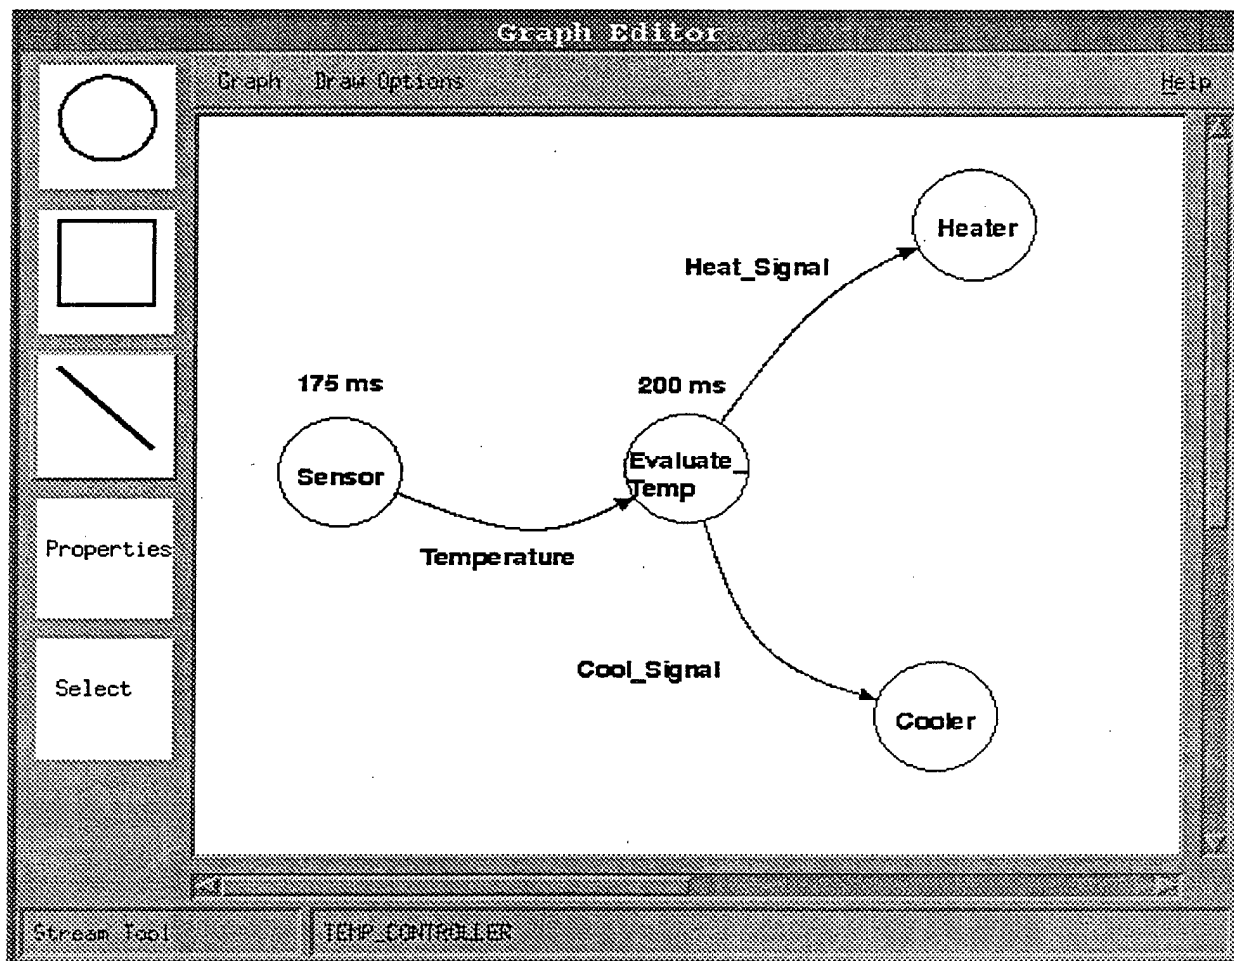 Graph Editor
Graph Draw Options Help
Heater
Heat_Signal
175 ms
200 ms
Sensor
Evaluate_
Temp
Temperature
Properties
Cool_Signal
Select
Cooler
Stream Tool
TEMP_CONTROLLER